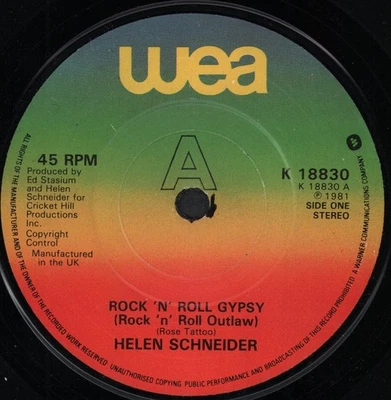 wea
A
45 RPM
Produced by
Ed Stasium
and Helen
Schneider for
Cricket Hill
Productions
Inc.
Copyright
Control
Manufactured
in the UK
K 18830
K 18830 A
℗ 1981
SIDE ONE
STEREO
ROCK 'N' ROLL GYPSY
(Rock 'n' Roll Outlaw)
(Rose Tattoo)
HELEN SCHNEIDER
ALL RIGHTS OF THE MANUFACTURER AND OF THE OWNER OF THE RECORDED WORK RESERVED UNAUTHORISED COPYING PUBLIC PERFORMANCE AND BROADCASTING OF THIS RECORD PROHIBITED. A WARNER COMMUNICATIONS COMPANY